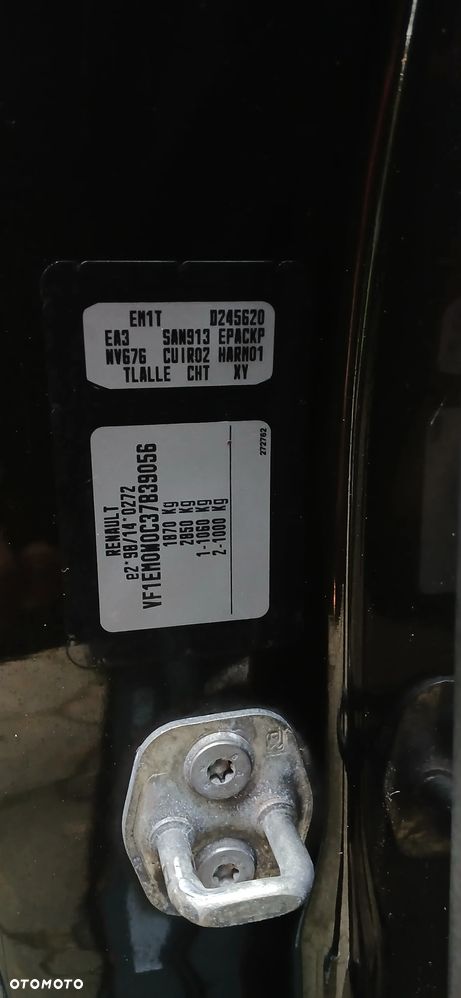 EM1T D245620
EA3 SAN913 EPACKP
NV676 CUIR02 HARM01
TLALLE CHT XY
RENAULT
e2*98/14*0272
VF1EM0N0C37839056
1870 Kg
2850 Kg
1-1060 Kg
2-1000 Kg
272762
OTOMOTO